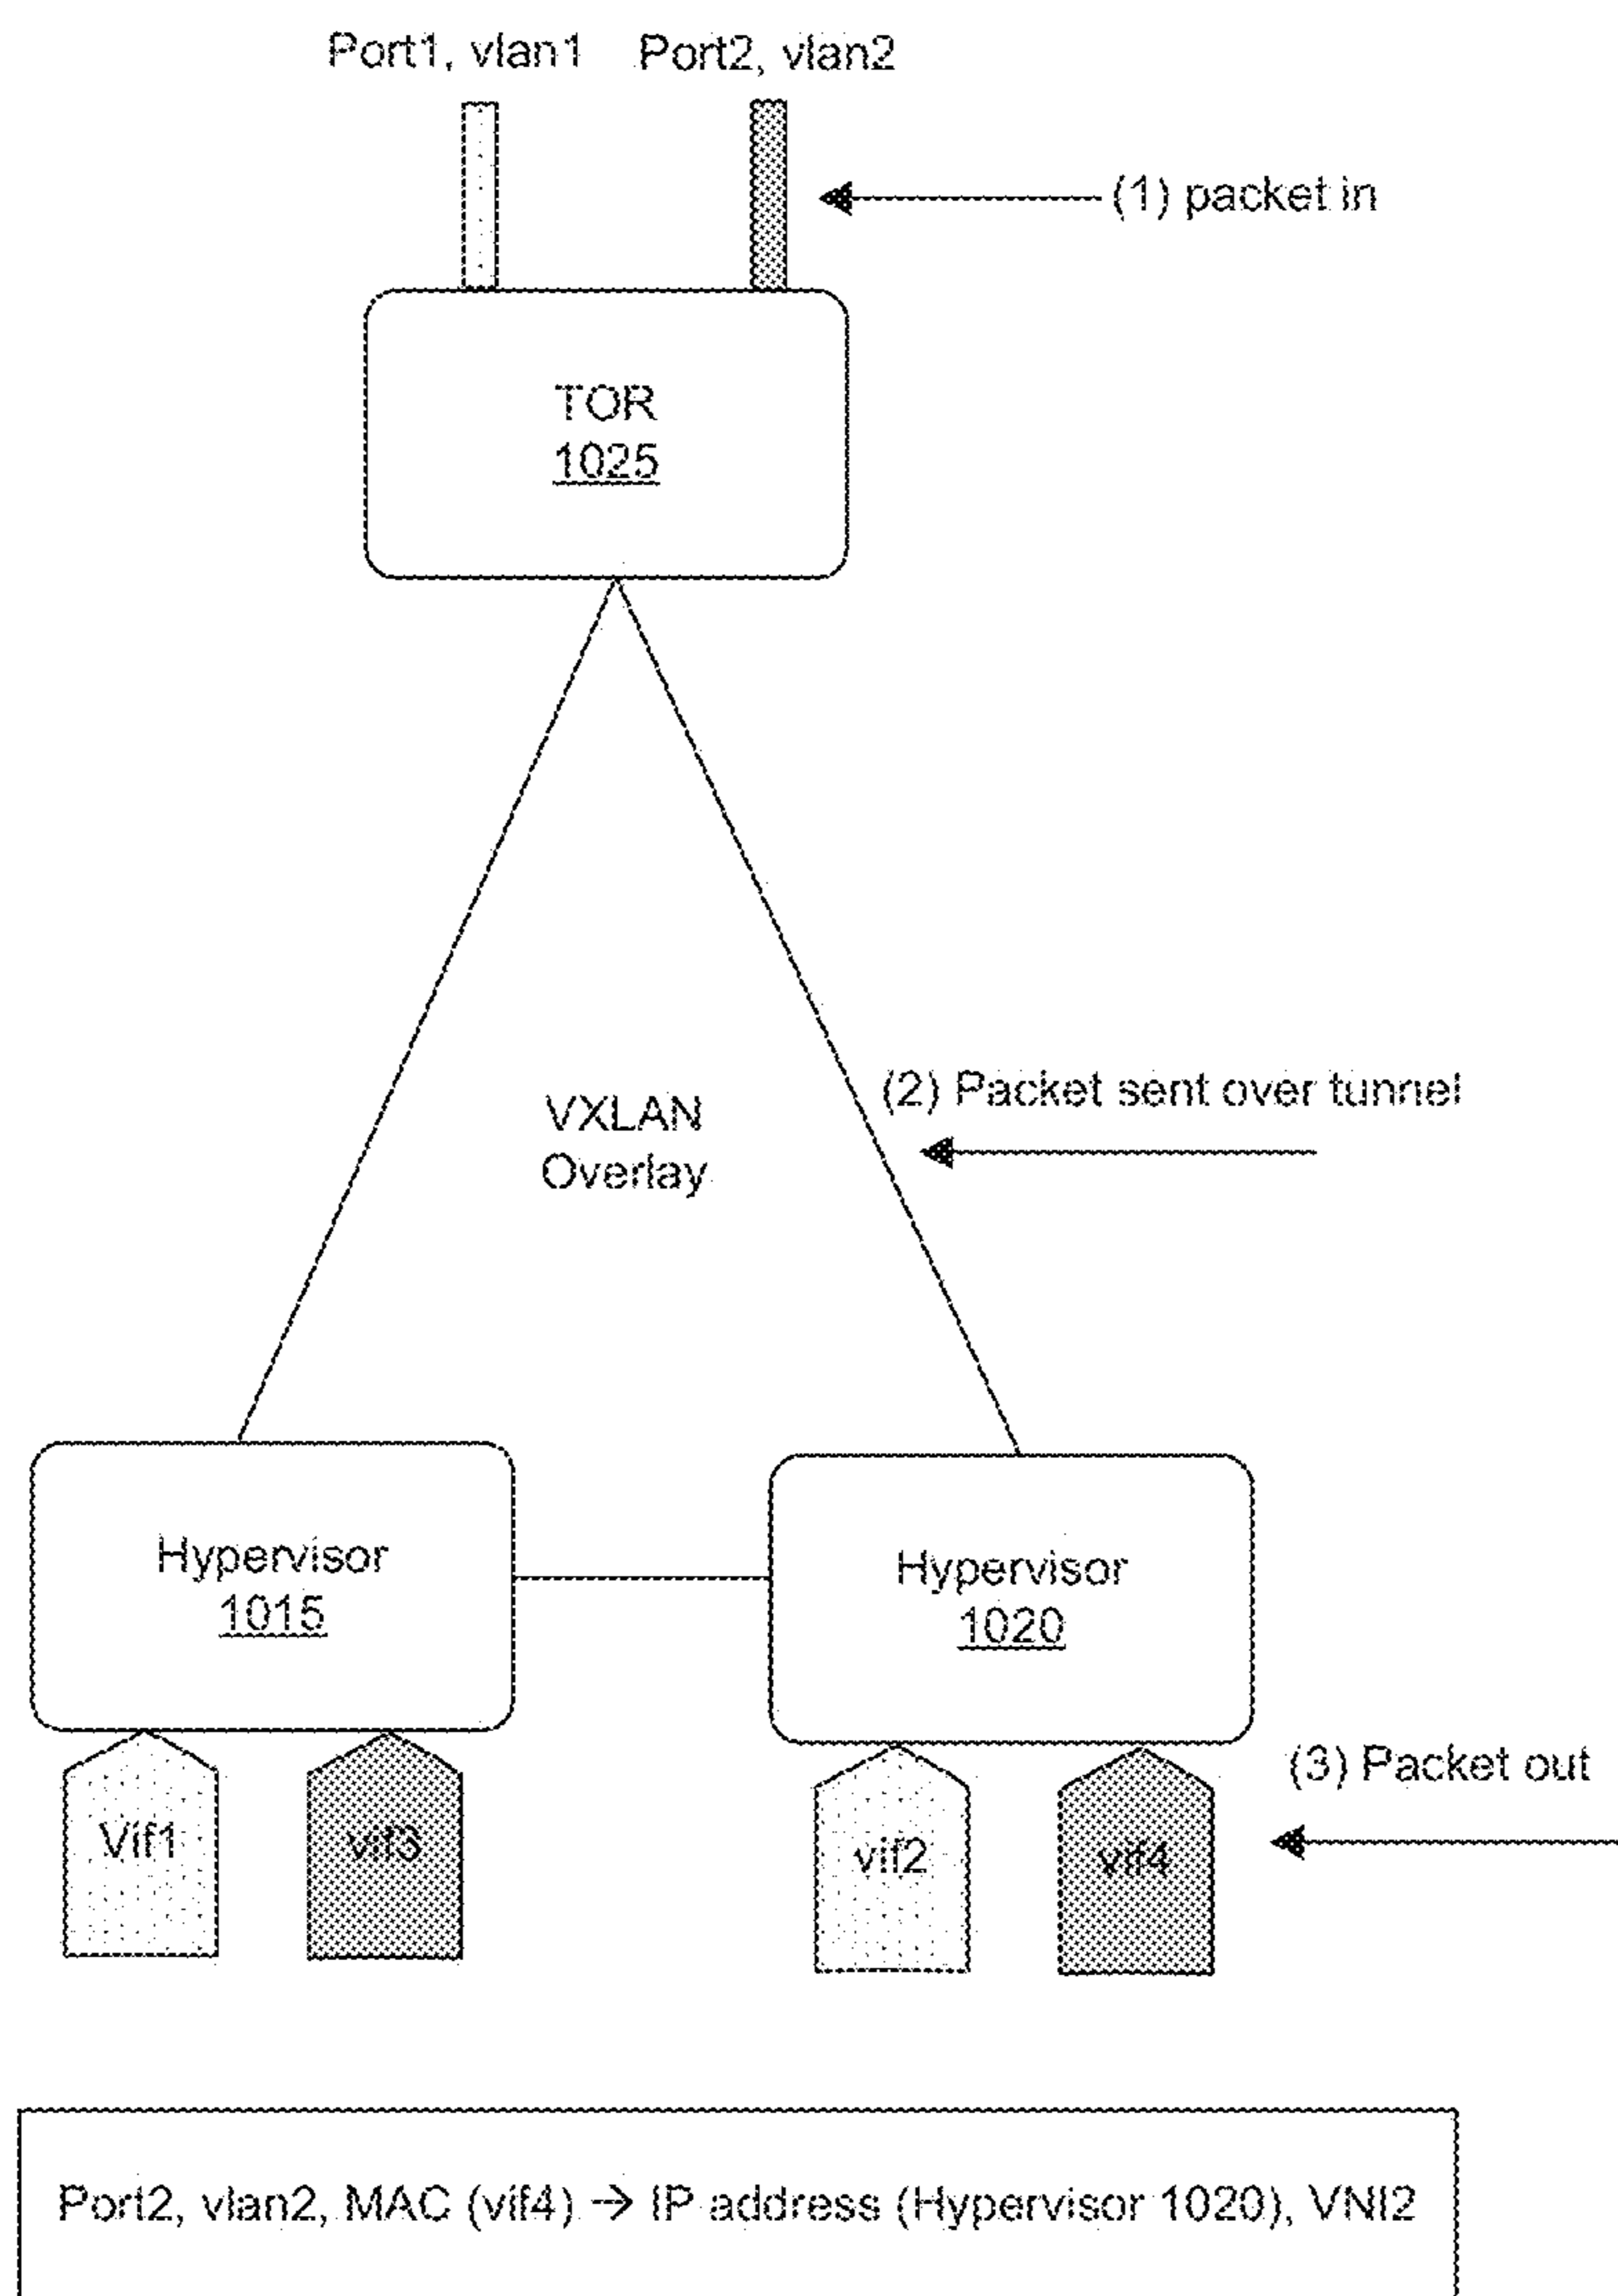 Port1, vlan1 Port2, vlan2
(1) packet in
TOR
1025
(2) Packet sent over tunnel
VXLAN
Overlay
Hypervisor
1015
Hypervisor
1020
(3) Packet out
Vif1
vif3
vif2
vif4
Port2, vlan2, MAC (vif4) → IP address (Hypervisor 1020), VNI2